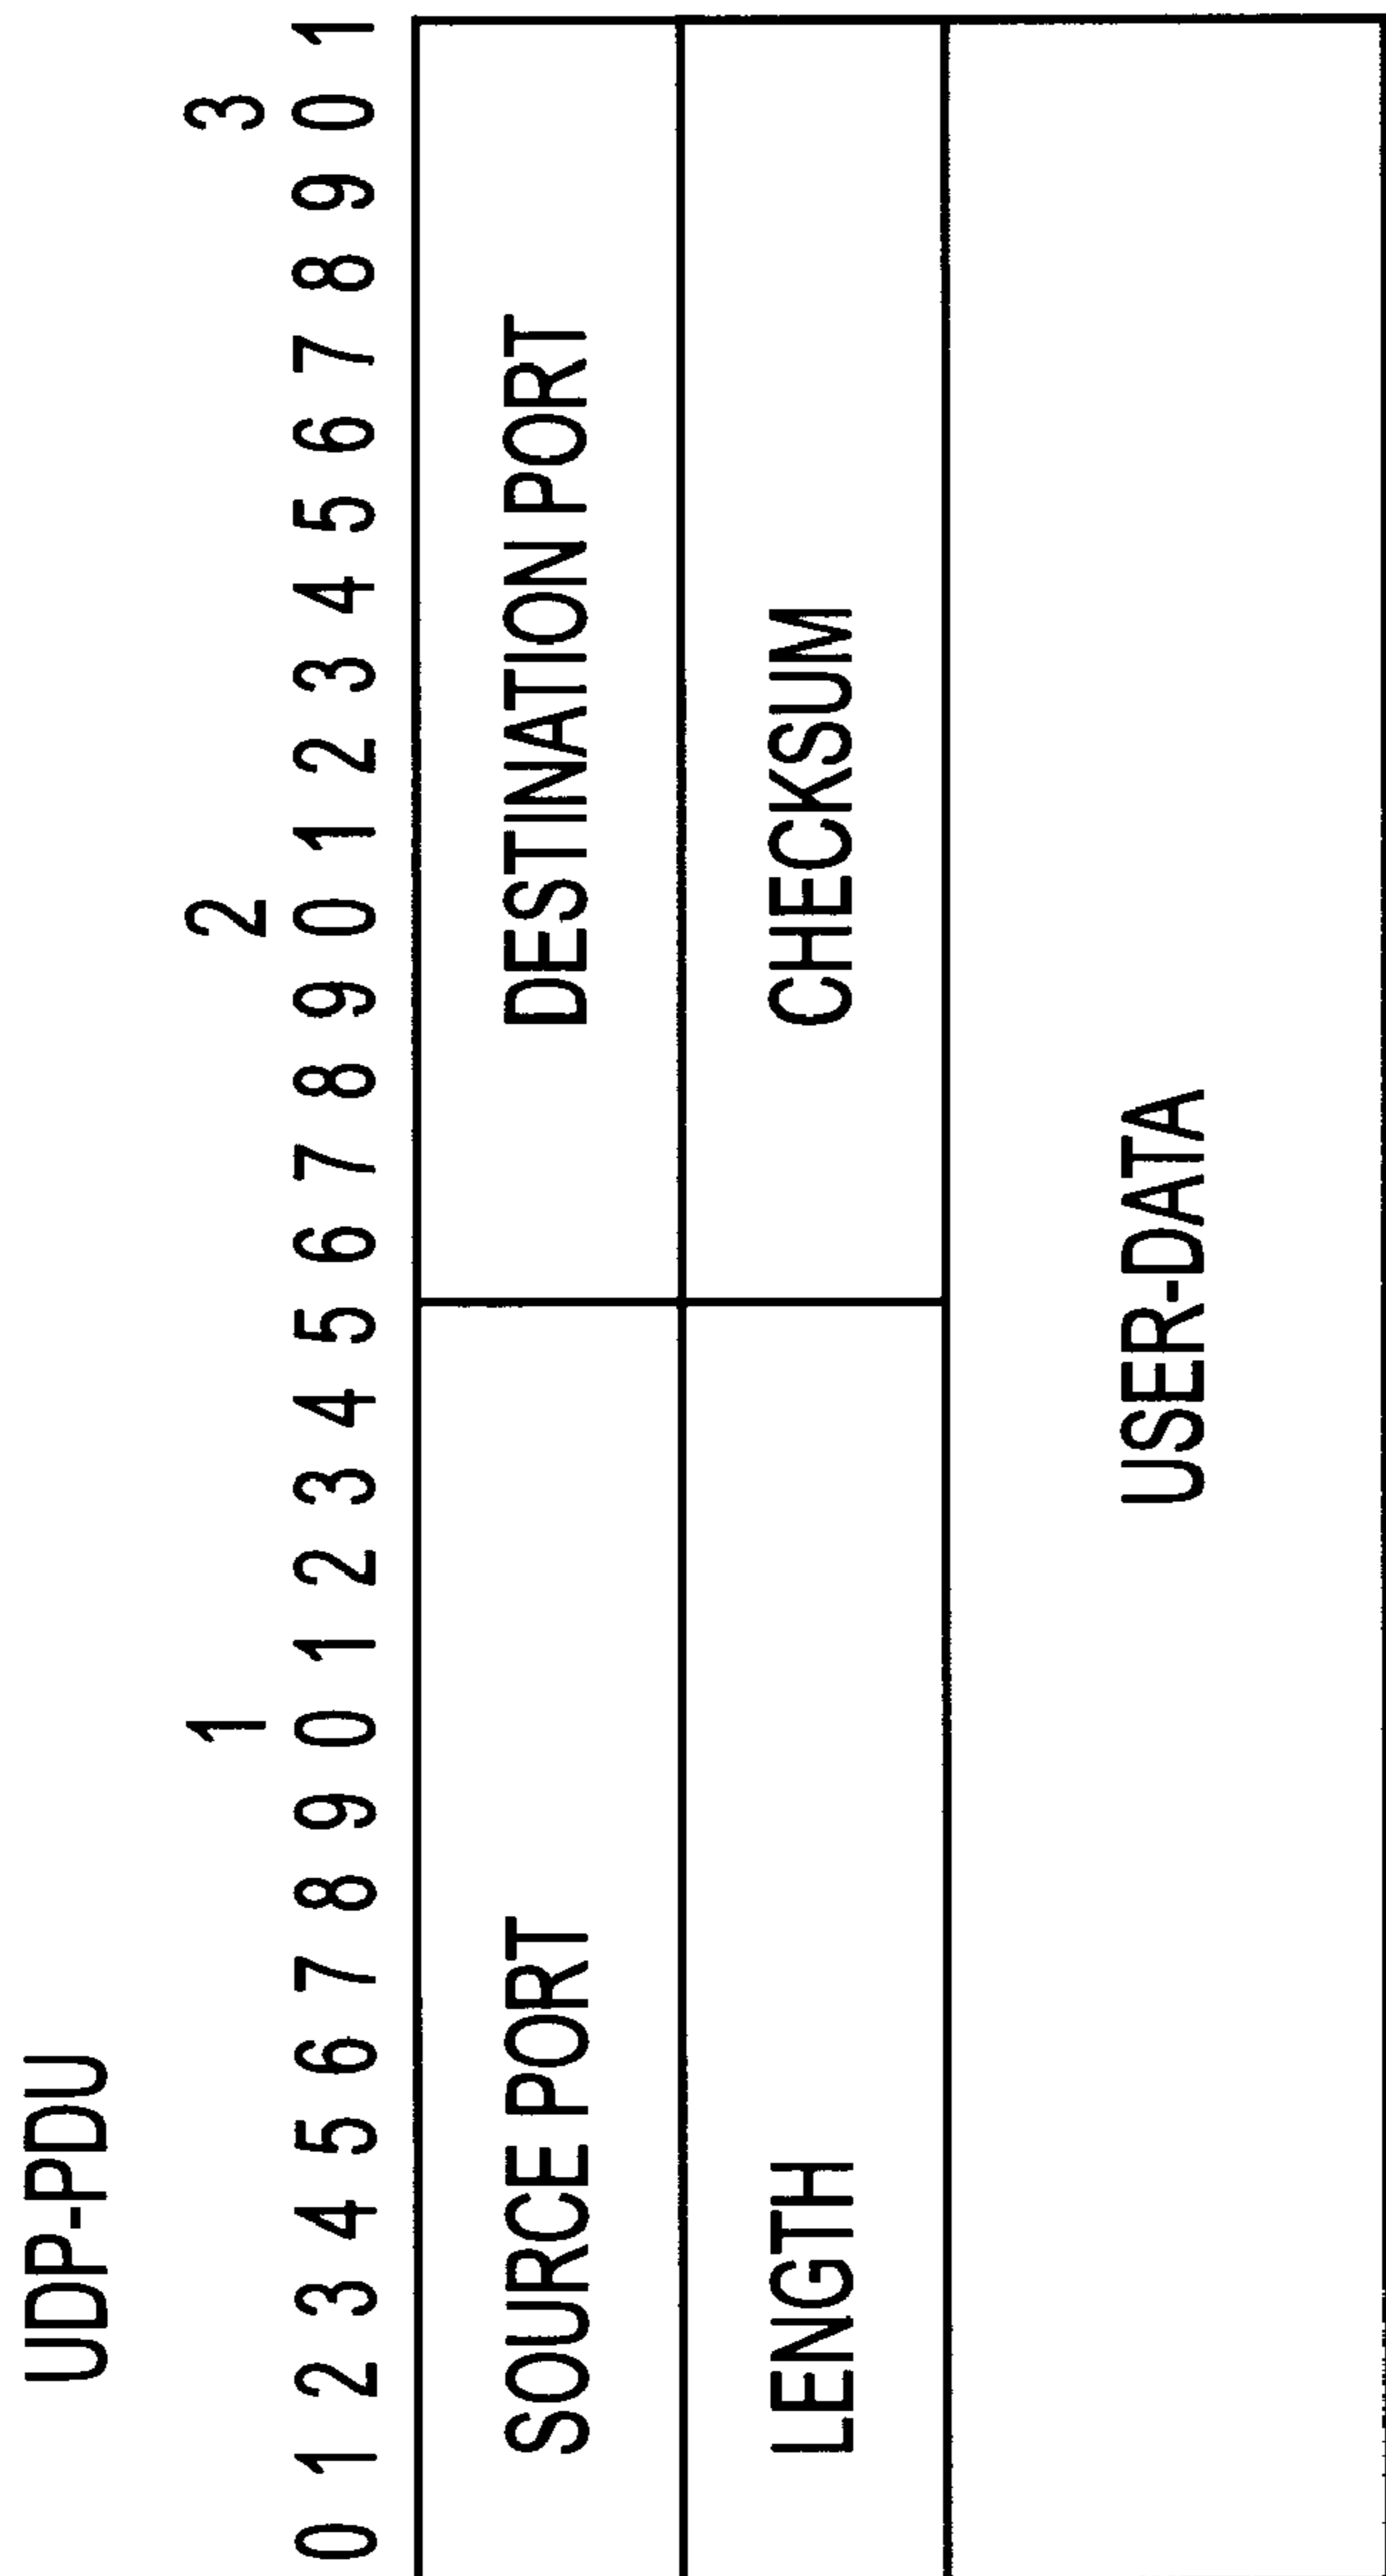 UDP-PDU
1 2 3
0 1 2 3 4 5 6 7 8 9 0 1 2 3 4 5 6 7 8 9 0 1 2 3 4 5 6 7 8 9 0 1
SOURCE PORT DESTINATION PORT
LENGTH CHECKSUM
USER-DATA